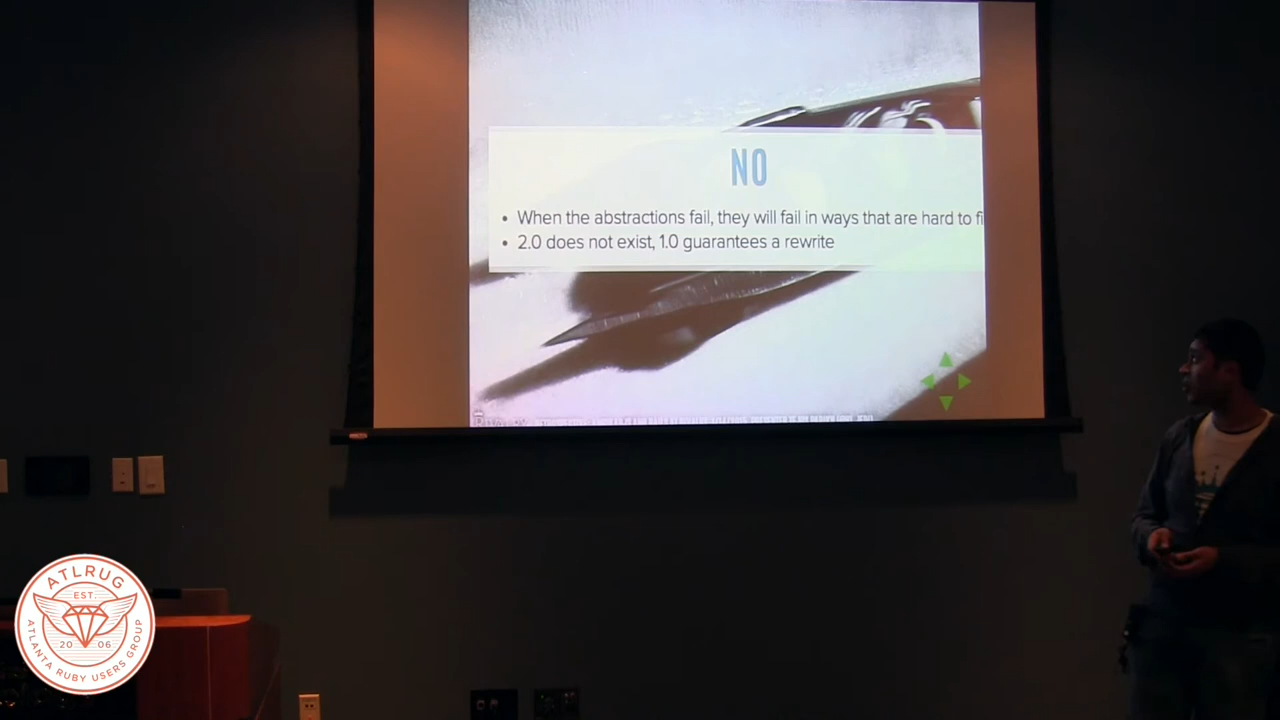 NO
• When the abstractions fail, they will fail in ways that are hard to fi
• 2.0 does not exist, 1.0 guarantees a rewrite
ATLRUG
EST.
20 06
ATLANTA RUBY USERS GROUP